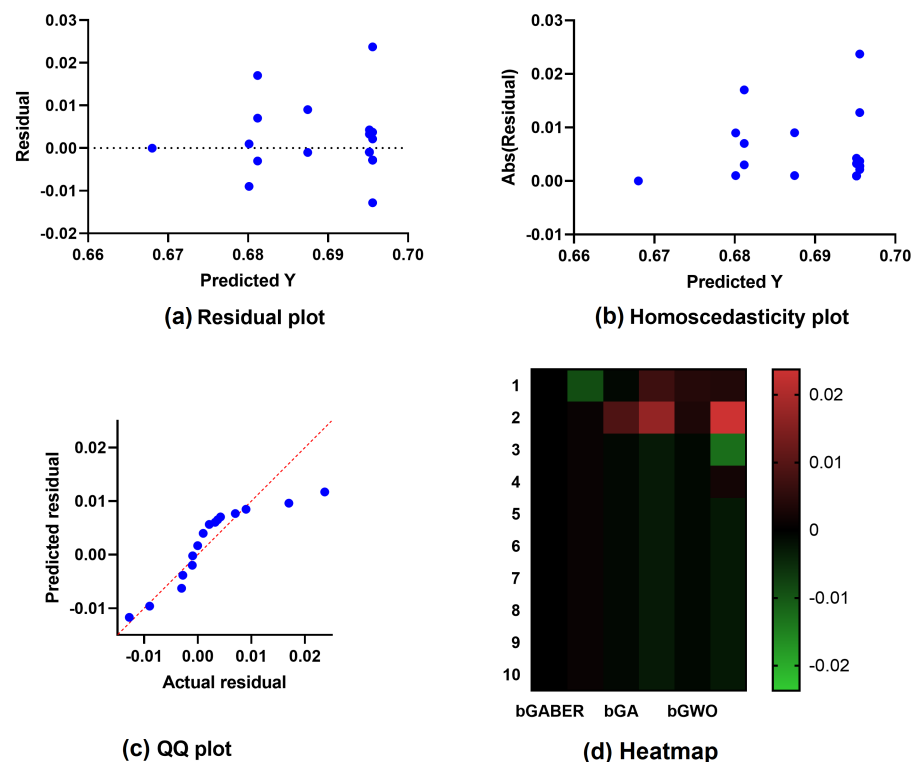 0.03
0.02
0.01
0.00
-0.01
-0.02
Residual
0.66 0.67 0.68 0.69 0.70
Predicted Y
(a) Residual plot
0.03
0.02
0.01
0.00
-0.01
Abs(Residual)
0.66 0.67 0.68 0.69 0.70
Predicted Y
(b) Homoscedasticity plot
0.02
0.01
0.00
-0.01
Predicted residual
-0.01 0.00 0.01 0.02
Actual residual
(c) QQ plot
1
2
3
4
5
6
7
8
9
10
bGABER bGA bGWO
0.02
0.01
0
-0.01
-0.02
(d) Heatmap